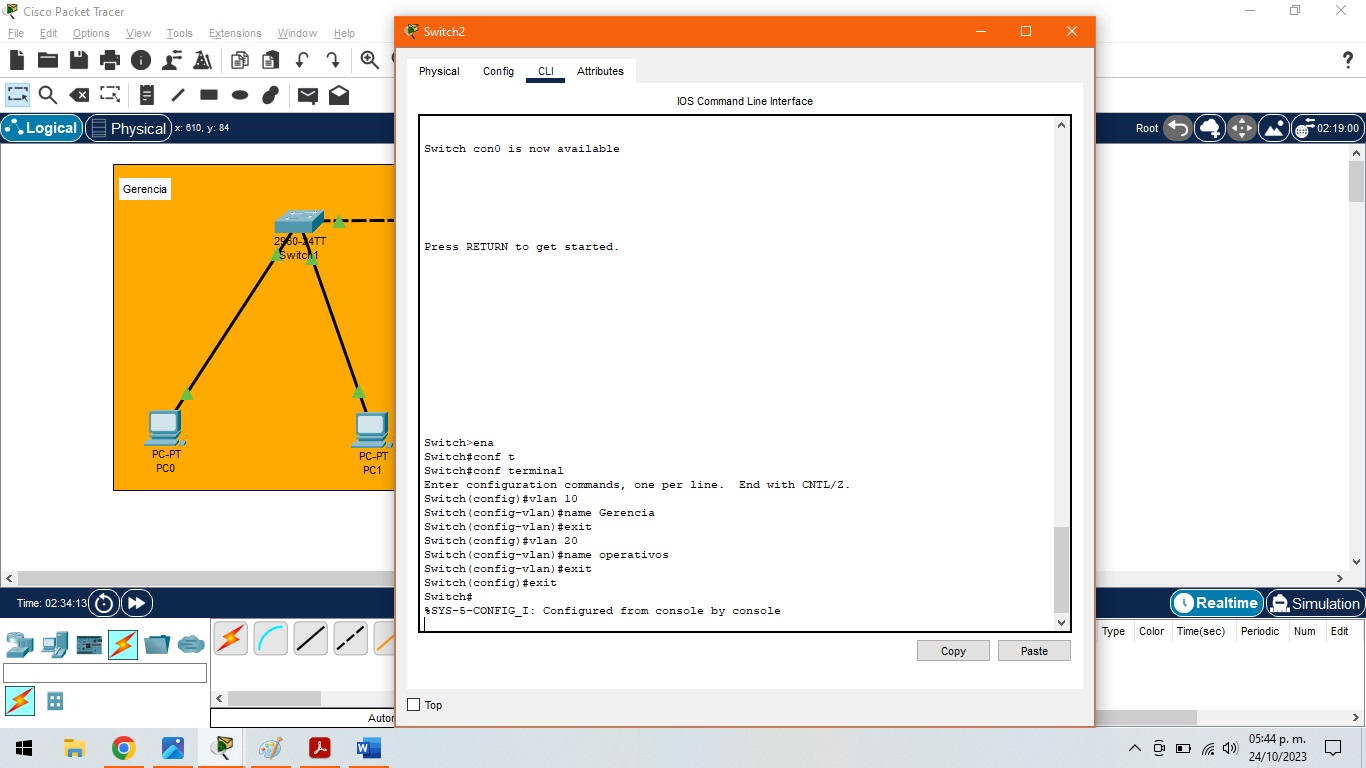 Cisco Packet Tracer
Switch2
File Edit Options View Tools Extensions Window Help
Physical Config CLI Attributes
IOS Command Line Interface
Logical Physical x: 610, y: 84
Root 02:19:00
Gerencia
2960-24TT
Switch1
PC-PT
PC0
PC-PT
PC1
Switch con0 is now available
Press RETURN to get started.
Switch>ena
Switch#conf t
Switch#conf terminal
Enter configuration commands, one per line.  End with CNTL/Z.
Switch(config)#vlan 10
Switch(config-vlan)#name Gerencia
Switch(config-vlan)#exit
Switch(config)#vlan 20
Switch(config-vlan)#name operativos
Switch(config-vlan)#exit
Switch(config)#exit
Switch#
%SYS-5-CONFIG_I: Configured from console by console
Copy Paste
Top
Time: 02:34:13
Realtime Simulation
Type Color Time(sec) Periodic Num Edit
05:44 p. m.
24/10/2023